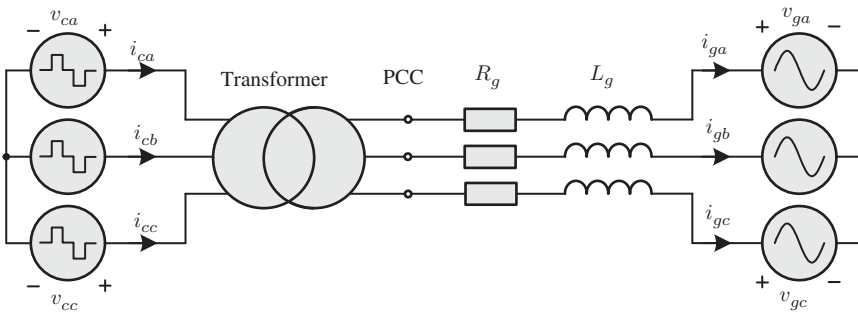 v_ca
− +
i_ca
Transformer
PCC
R_g
L_g
i_ga
v_ga
+ −
i_cb
i_gb
i_cc
i_gc
− +
v_cc
+ −
v_gc